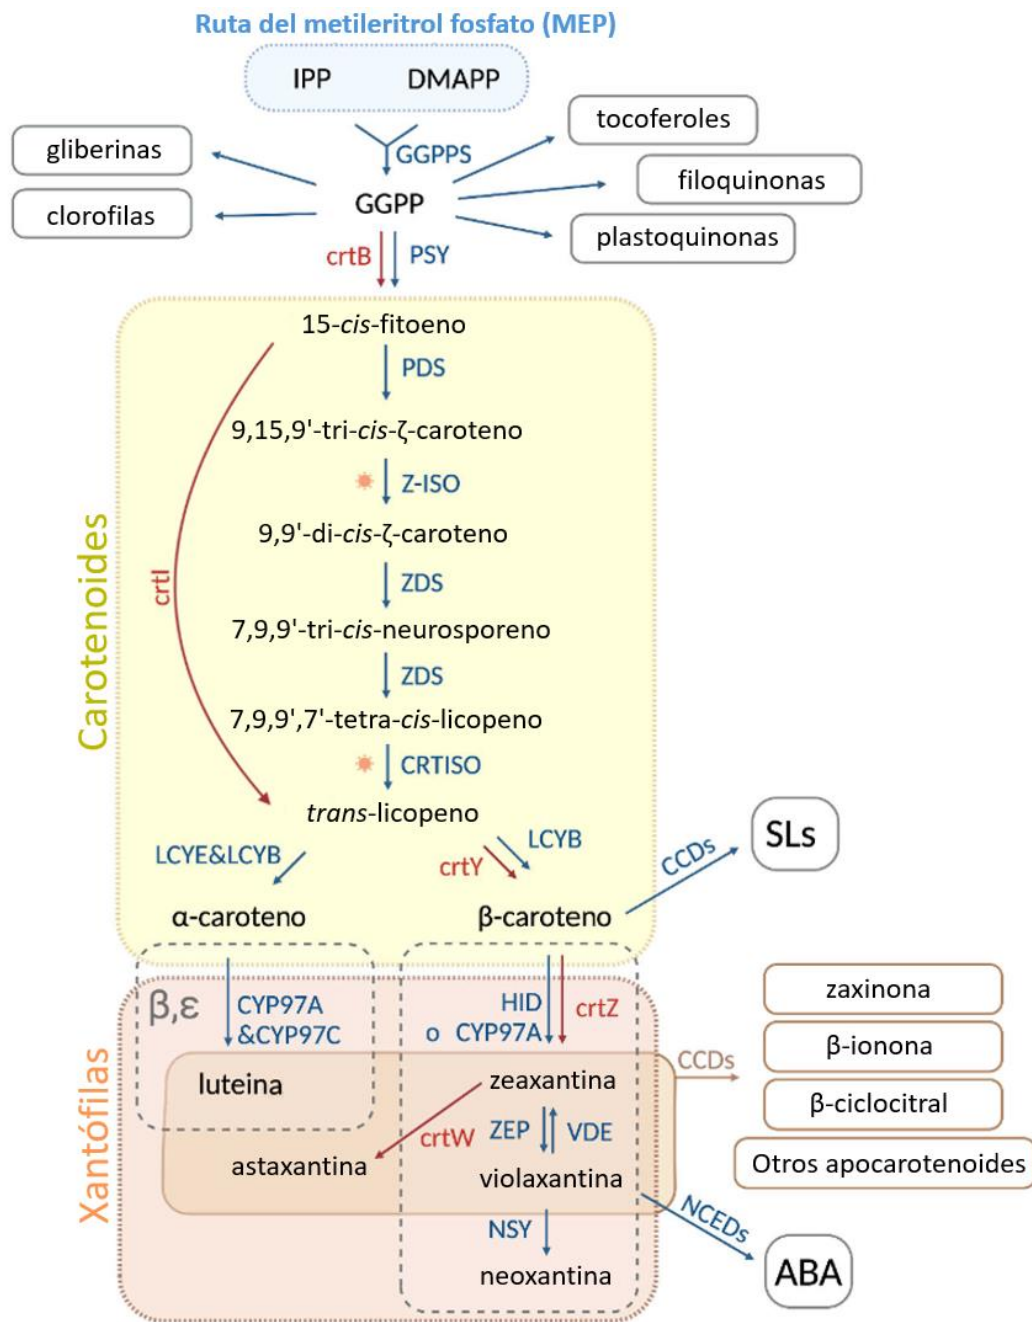 Ruta del metileritrol fosfato (MEP)
IPP DMAPP
tocoferoles
gliberinas
GGPPS
filoquinonas
clorofilas
GGPP
plastoquinonas
crtB PSY
15-cis-fitoeno
PDS
9,15,9'-tri-cis-ζ-caroteno
Z-ISO
9,9'-di-cis-ζ-caroteno
ZDS
crtI
7,9,9'-tri-cis-neurosporeno
ZDS
7,9,9',7'-tetra-cis-licopeno
CRTISO
trans-licopeno
Carotenoides
LCYE&LCYB
LCYB
crtY
CCDs
SLs
α-caroteno
β-caroteno
β,ε
CYP97A
&CYP97C
HID
o CYP97A
crtZ
zaxinona
β-ionona
β-ciclocitral
Otros apocarotenoides
CCDs
luteina
zeaxantina
crtW
ZEP VDE
astaxantina
violaxantina
NSY
NCEDs
ABA
neoxantina
Xantófilas